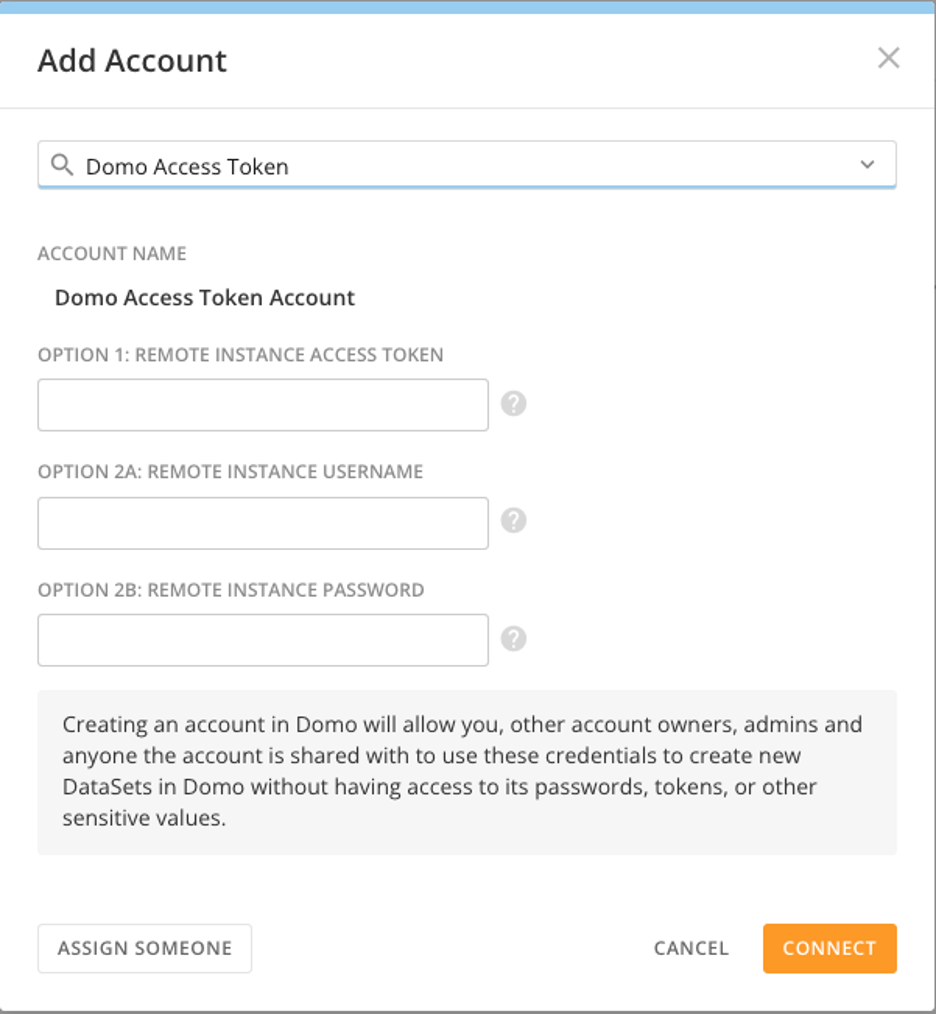 Add Account
Domo Access Token
ACCOUNT NAME
Domo Access Token Account
OPTION 1: REMOTE INSTANCE ACCESS TOKEN
?
OPTION 2A: REMOTE INSTANCE USERNAME
?
OPTION 2B: REMOTE INSTANCE PASSWORD
?
Creating an account in Domo will allow you, other account owners, admins and
anyone the account is shared with to use these credentials to create new
DataSets in Domo without having access to its passwords, tokens, or other
sensitive values.
ASSIGN SOMEONE CANCEL CONNECT